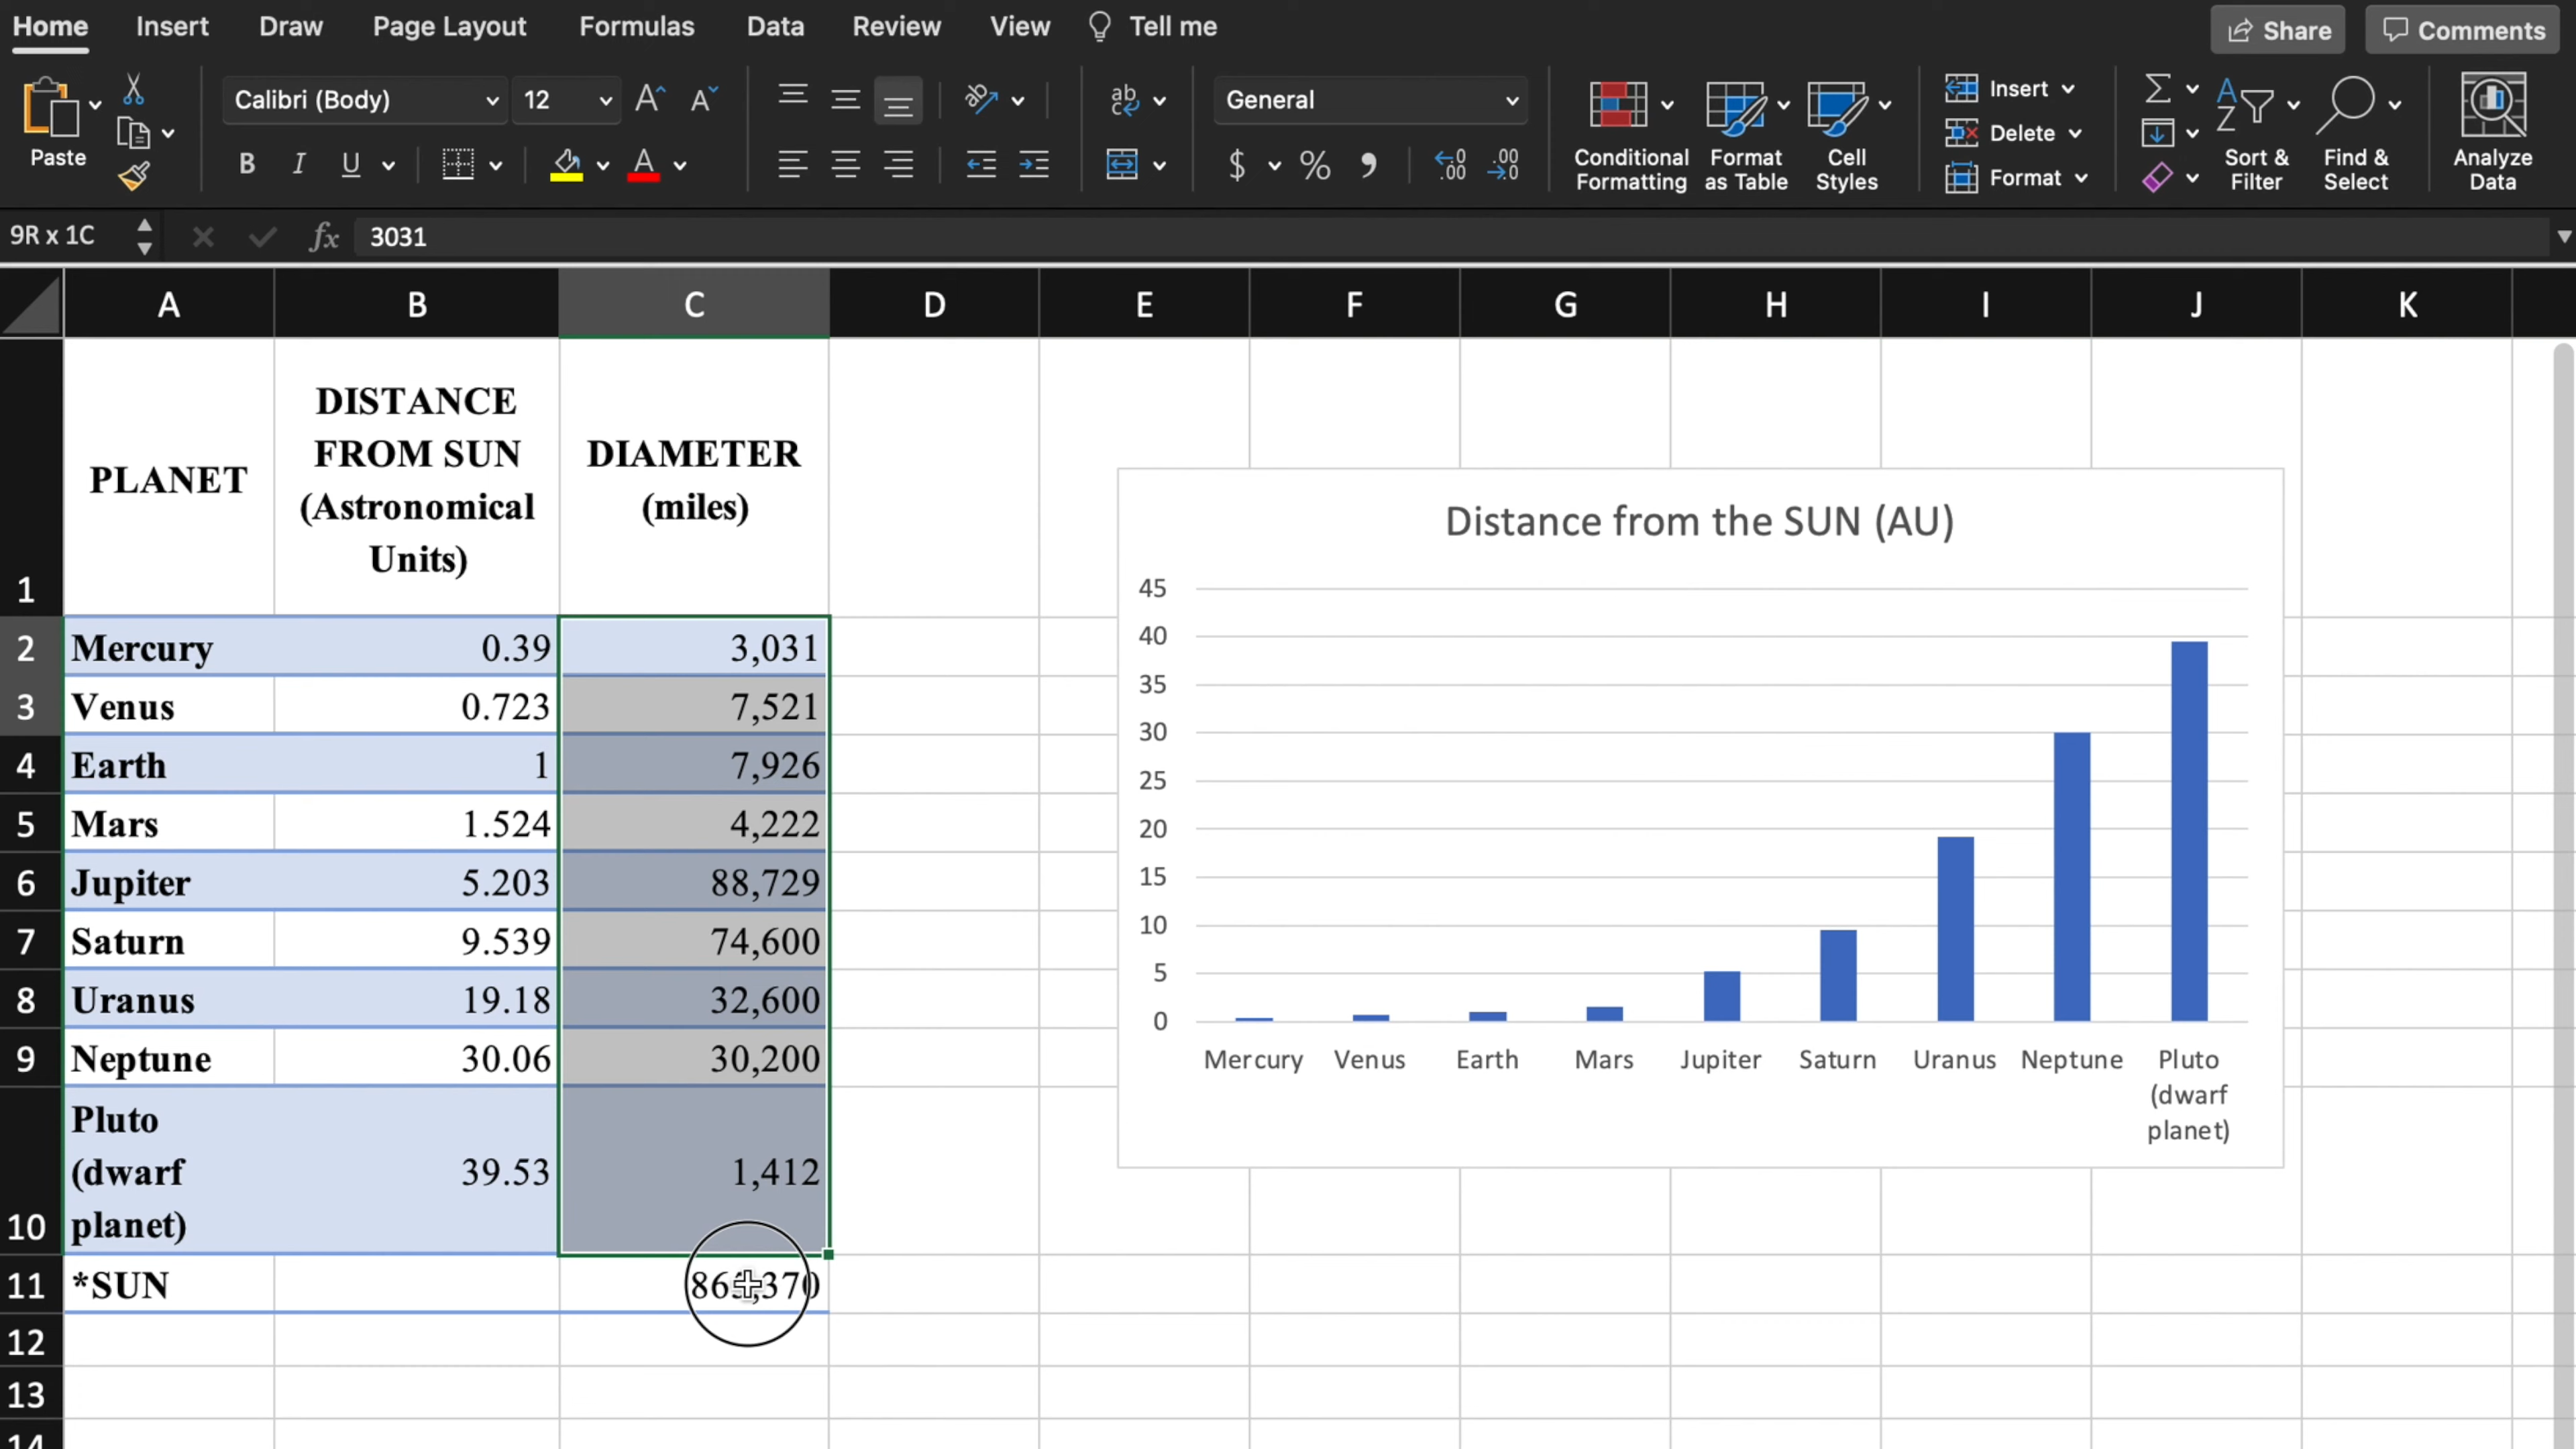 Home Insert Draw Page Layout Formulas Data Review View Tell me Share Comments
Paste
Calibri (Body) 12
B I U A
General
$ %
Conditional Formatting
Format as Table
Cell Styles
Insert
Delete
Format
Sort & Filter
Find & Select
Analyze Data
9R x 1C fx 3031
A B C D E F G H I J K
1 PLANET
DISTANCE FROM SUN (Astronomical Units)
DIAMETER (miles)
2 Mercury 0.39 3,031
3 Venus 0.723 7,521
4 Earth 1 7,926
5 Mars 1.524 4,222
6 Jupiter 5.203 88,729
7 Saturn 9.539 74,600
8 Uranus 19.18 32,600
9 Neptune 30.06 30,200
10 Pluto (dwarf planet) 39.53 1,412
11 *SUN
12
13
14
Distance from the SUN (AU)
45
40
35
30
25
20
15
10
5
0
Mercury Venus Earth Mars Jupiter Saturn Uranus Neptune Pluto
(dwarf
planet)